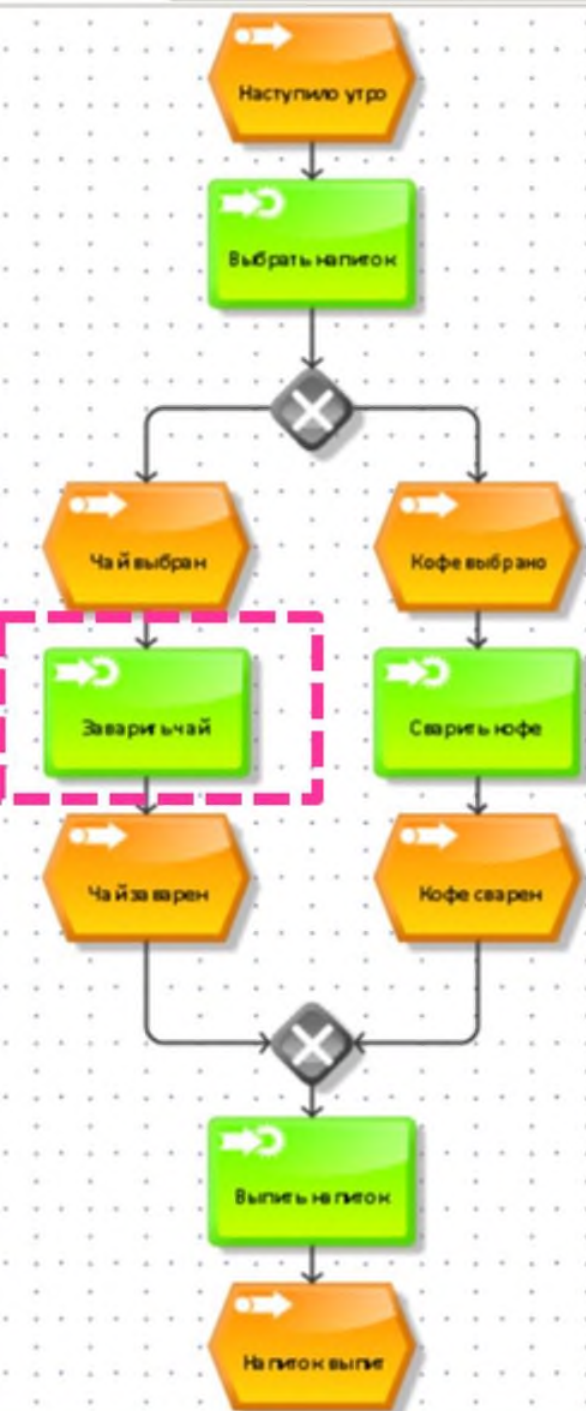 Наступило утро
Выбрать напиток
Чай выбран
Кофе выбрано
Заварить чай
Сварить кофе
Чай заварен
Кофе сварен
Выпить напиток
Напиток выпит